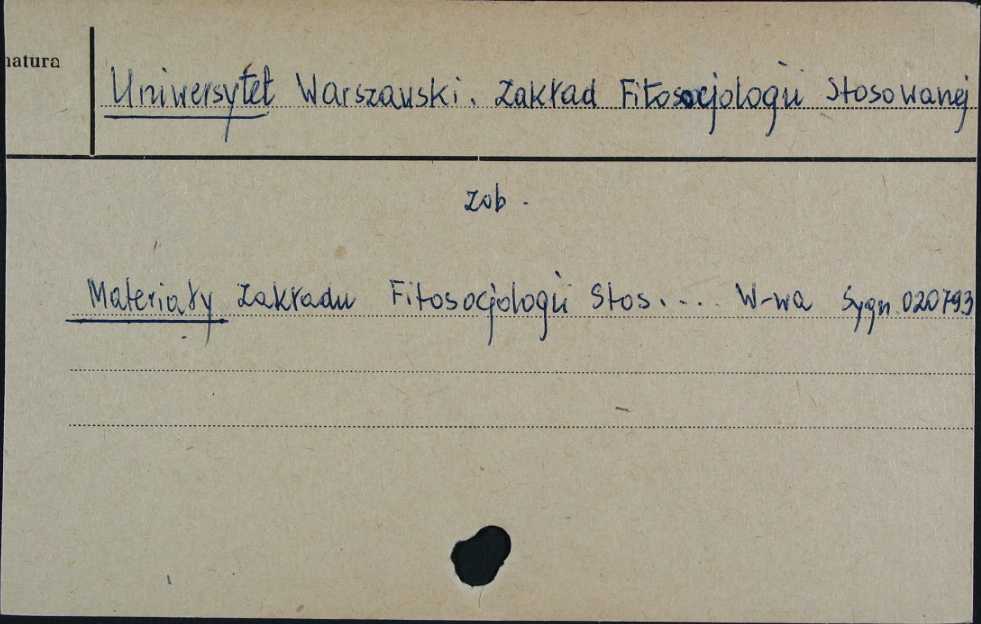 natura
Uniwersytet Warszawski. Zakład Fitosocjologii Stosowanej
zob.
Materiały Zakładu Fitosocjologii Stos.... W-wa Sygn. 020793